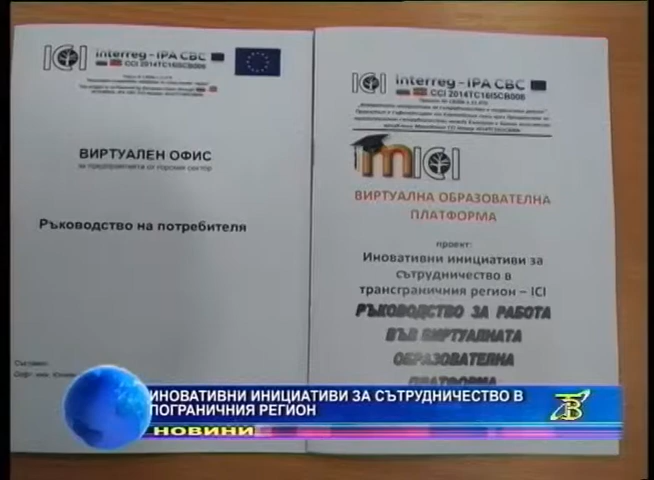 ICI
Interreg - IPA CBC
CCI 2014TC16I5CB006
ВИРТУАЛЕН ОФИС
за предприятията от горския сектор
Ръководство на потребителя
Съставил:
ICI
Interreg - IPA CBC
CCI 2014TC16I5CB006
m ICI
ВИРТУАЛНА ОБРАЗОВАТЕЛНА
ПЛАТФОРМА
проект:
Иновативни инициативи за
сътрудничество в
трансграничния регион – ICI
РЪКОВОДСТВО ЗА РАБОТА
ВЪВ ВИРТУАЛНАТА
ОБРАЗОВАТЕЛНА
ПЛАТФОРМА
ИНОВАТИВНИ ИНИЦИАТИВИ ЗА СЪТРУДНИЧЕСТВО В
ПОГРАНИЧНИЯ РЕГИОН
НОВИНИ